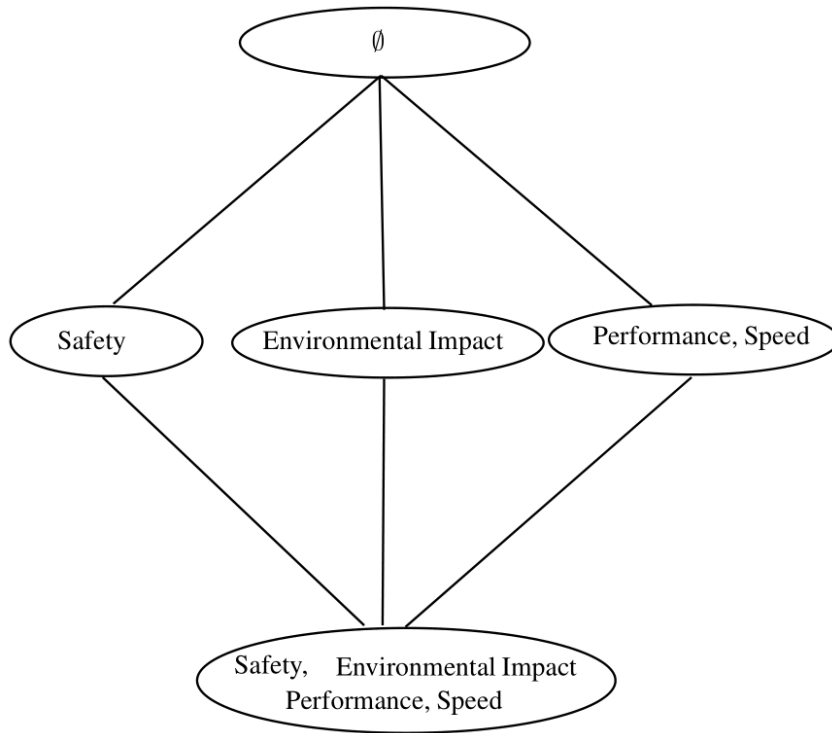 ∅
Safety
Environmental Impact
Performance, Speed
Safety, Environmental Impact
Performance, Speed